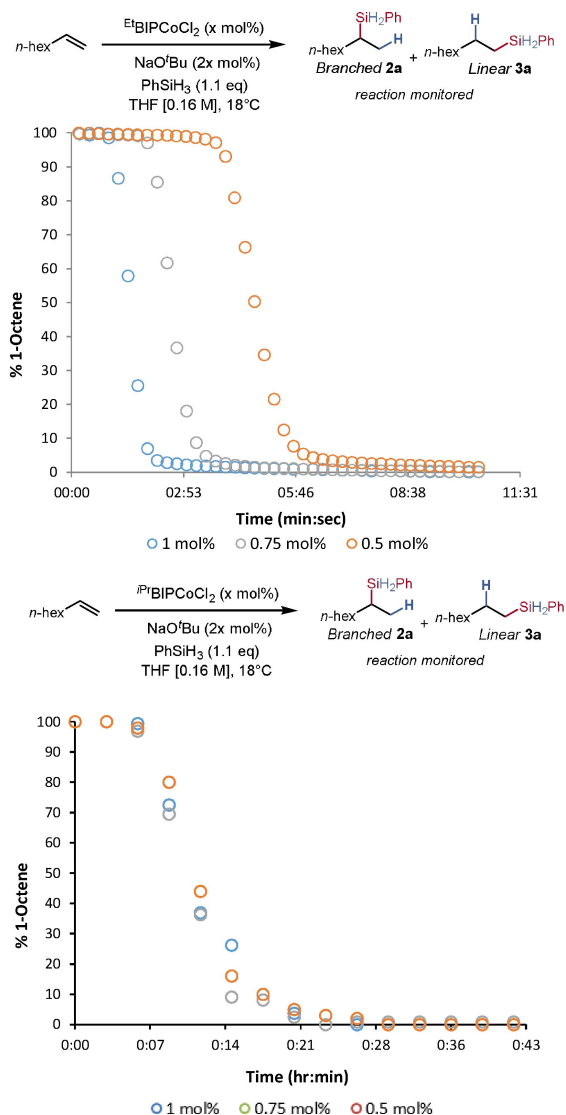 EtBIPCoCl2 (x mol%)
NaOtBu (2x mol%)
PhSiH3 (1.1 eq)
THF [0.16 M], 18°C
n-hex
SiH2Ph
n-hex
H
Branched 2a
+
H
n-hex
SiH2Ph
Linear 3a
reaction monitored
100
90
80
70
60
50
40
30
20
10
0
% 1-Octene
00:00 02:53 05:46 08:38 11:31
Time (min:sec)
1 mol% 0.75 mol% 0.5 mol%
iPrBIPCoCl2 (x mol%)
NaOtBu (2x mol%)
PhSiH3 (1.1 eq)
THF [0.16 M], 18°C
n-hex
SiH2Ph
n-hex
H
Branched 2a
+
H
n-hex
SiH2Ph
Linear 3a
reaction monitored
100
90
80
70
60
50
40
30
20
10
0
% 1-Octene
0:00 0:07 0:14 0:21 0:28 0:36 0:43
Time (hr:min)
1 mol% 0.75 mol% 0.5 mol%